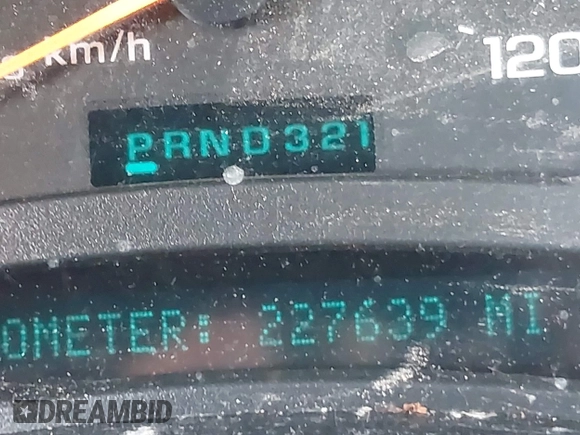 km/h
120
PRND321
OMETER: 227639 MI
DREAMBID